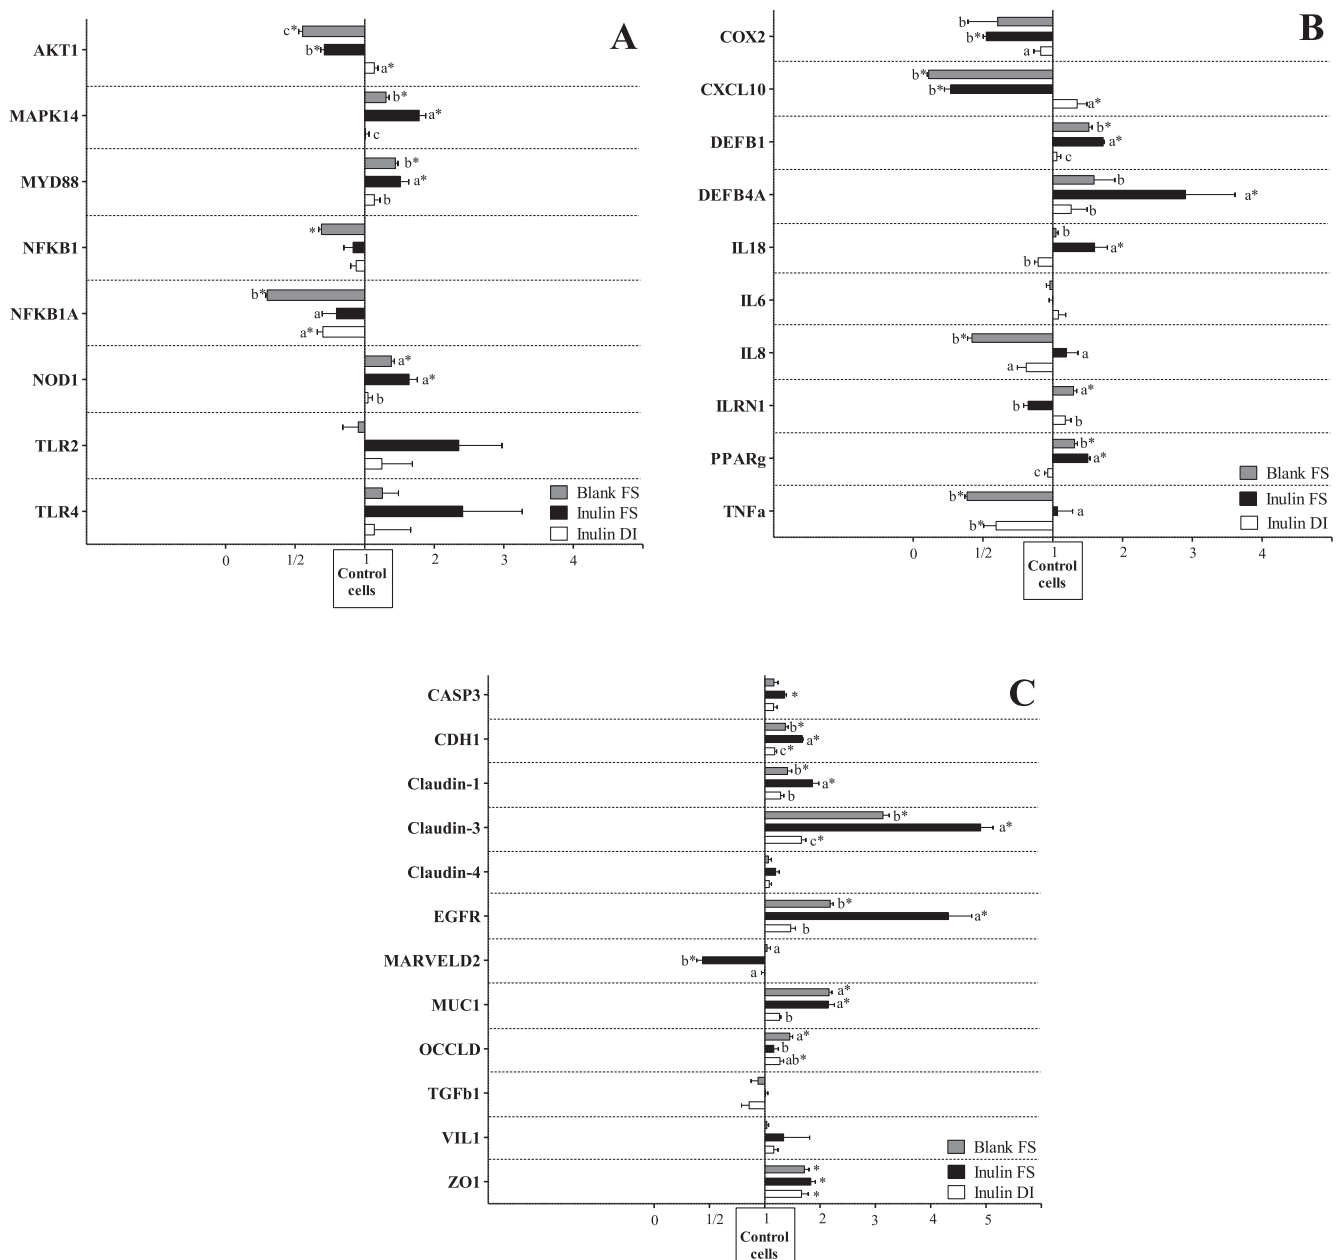 A
AKT1
c*
b*
a*
MAPK14
b*
a*
c
MYD88
b*
a*
b
NFKB1
*
NFKB1A
b*
a
a*
NOD1
a*
a*
b
TLR2
TLR4
Blank FS
Inulin FS
Inulin DI
0 1/2 1 2 3 4
Control
cells
B
COX2
b
b*
a
CXCL10
b*
b*
a*
DEFB1
b*
a*
c
DEFB4A
b
a*
b
IL18
b
a*
b
IL6
IL8
b*
a
a
ILRN1
a*
b
b
PPARg
b*
a*
c
TNFa
b*
a
b*
Blank FS
Inulin FS
Inulin DI
0 1/2 1 2 3 4
Control
cells
C
CASP3
*
CDH1
b*
a*
c*
Claudin-1
b*
a*
b
Claudin-3
b*
a*
c*
Claudin-4
EGFR
b*
a*
b
MARVELD2
a
b*
a
MUC1
a*
a*
b
OCCLD
a*
b
ab*
TGFb1
VIL1
ZO1
*
*
*
Blank FS
Inulin FS
Inulin DI
0 1/2 1 2 3 4 5
Control
cells